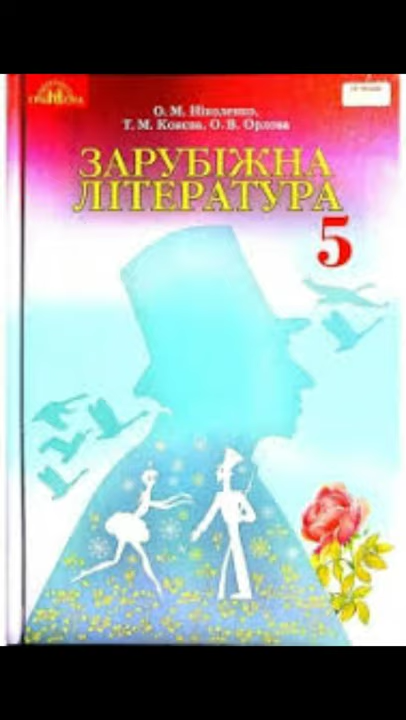 О. М. Ніколенко,
Т. М. Конєва, О. В. Орлова
ЗАРУБІЖНА
ЛІТЕРАТУРА
5